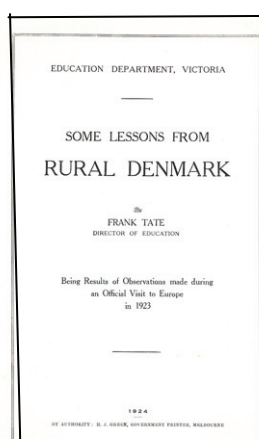 EDUCATION DEPARTMENT, VICTORIA
SOME LESSONS FROM
RURAL DENMARK
By
FRANK TATE
DIRECTOR OF EDUCATION
Being Results of Observations made during
an Official Visit to Europe
in 1923
1924
BY AUTHORITY: H. J. GREEN, GOVERNMENT PRINTER, MELBOURNE